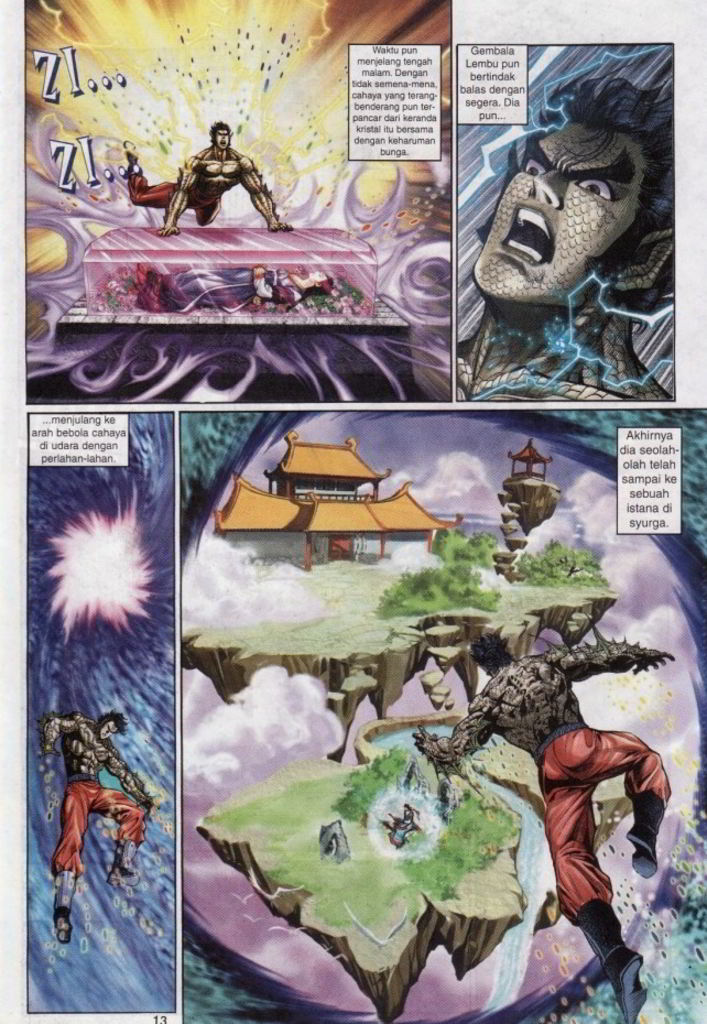 ZI...
ZI...
Waktu pun
menjelang tengah
malam. Dengan
tidak semena-mena,
cahaya yang terang-
benderang pun ter-
pancar dari keranda
kristal itu bersama
dengan keharuman
bunga.
Gembala
Lembu pun
bertindak
balas dengan
segera. Dia
pun...
...menjulang ke
arah bebola cahaya
di udara dengan
perlahan-lahan.
Akhirnya
dia seolah-
olah telah
sampai ke
sebuah
istana di
syurga.
13